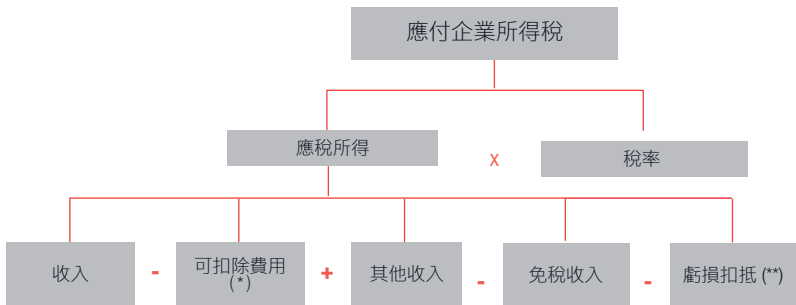 應付企業所得稅
應稅所得
x
稅率
收入
-
可扣除費用
(*)
+
其他收入
-
免稅收入
-
虧損扣抵 (**)